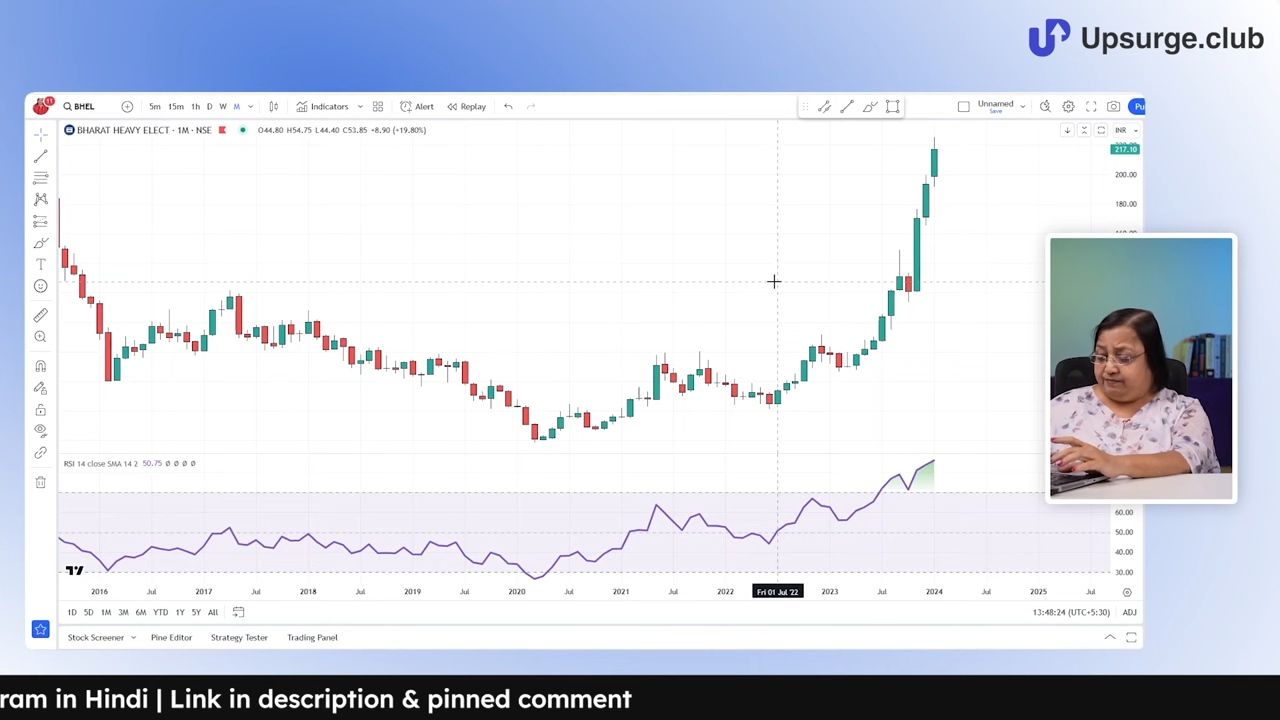 Upsurge.club
BHEL 5m 15m 1h D W M Indicators Alert Replay Unnamed Save
BHARAT HEAVY ELECT · 1M · NSE O44.80 H54.75 L44.40 C53.85 +8.90 (+19.80%) INR
217.10
200.00
180.00
RSI 14 close SMA 14 2 50.75 Ø Ø Ø Ø
60.00
50.00
40.00
30.00
2016 Jul 2017 Jul 2018 Jul 2019 Jul 2020 Jul 2021 Jul 2022 Fri 01 Jul '22 2023 Jul 2024 Jul Jul
1D 5D 1M 3M 6M YTD 1Y 5Y All 13:48:24 (UTC+5:30) ADJ
Stock Screener Pine Editor Strategy Tester Trading Panel
ram in Hindi | Link in description & pinned comment